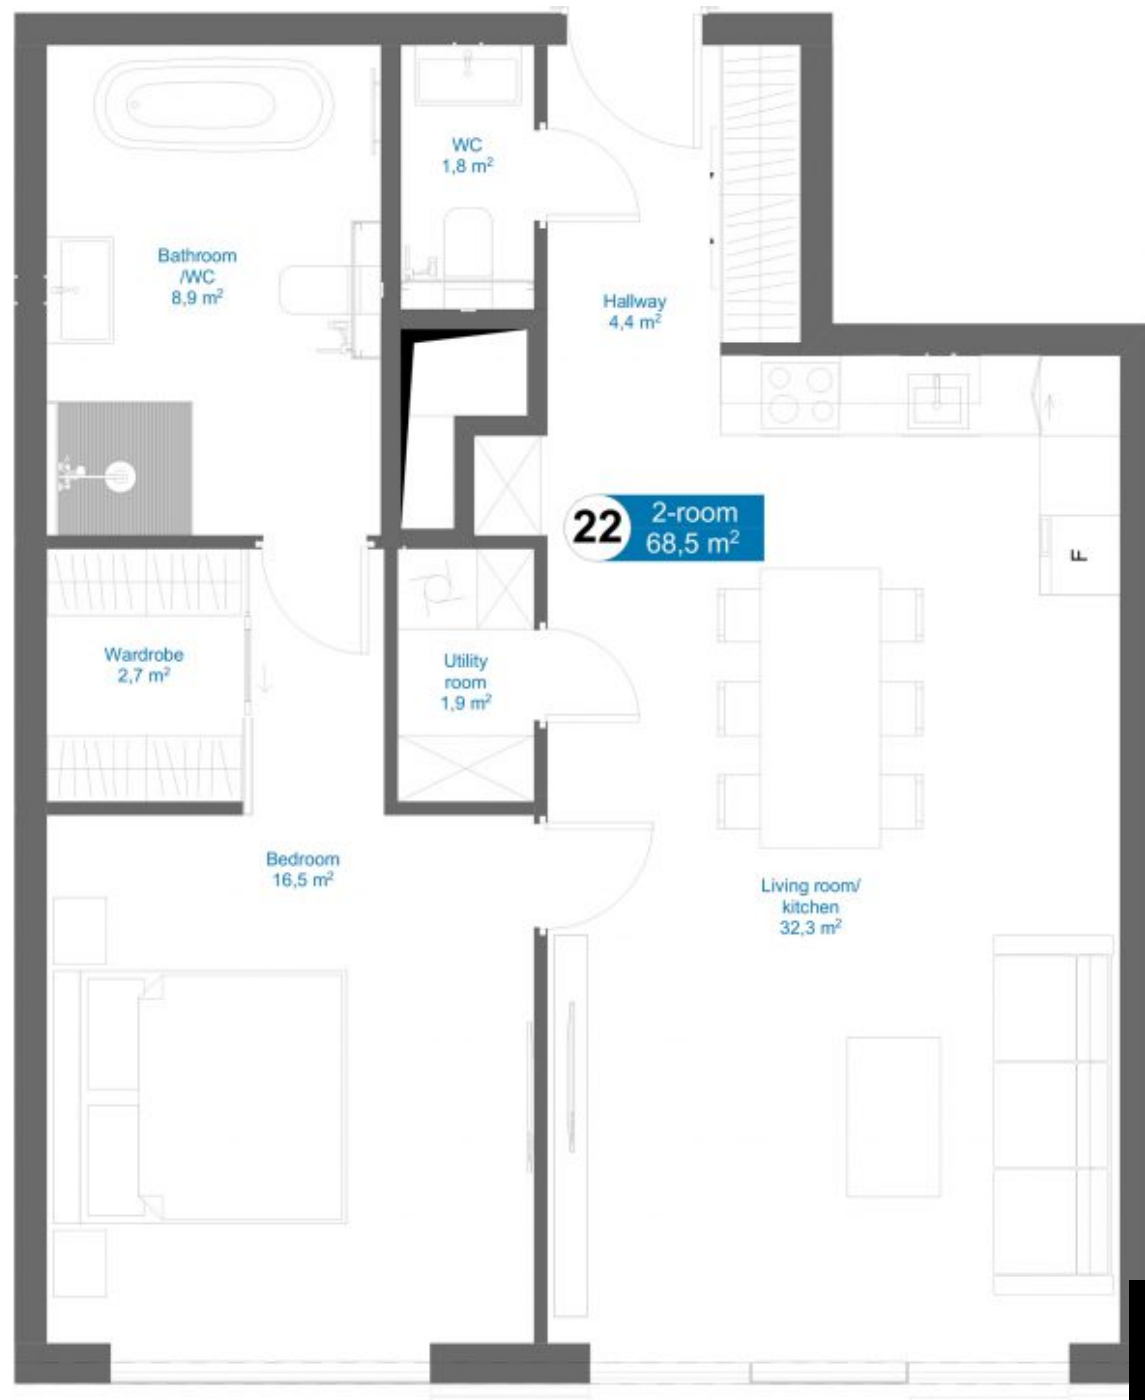 WC
1,8 m²
Bathroom
/WC
8,9 m²
Hallway
4,4 m²
22
2-room
68,5 m²
F
Wardrobe
2,7 m²
Utility
room
1,9 m²
Bedroom
16,5 m²
Living room/
kitchen
32,3 m²